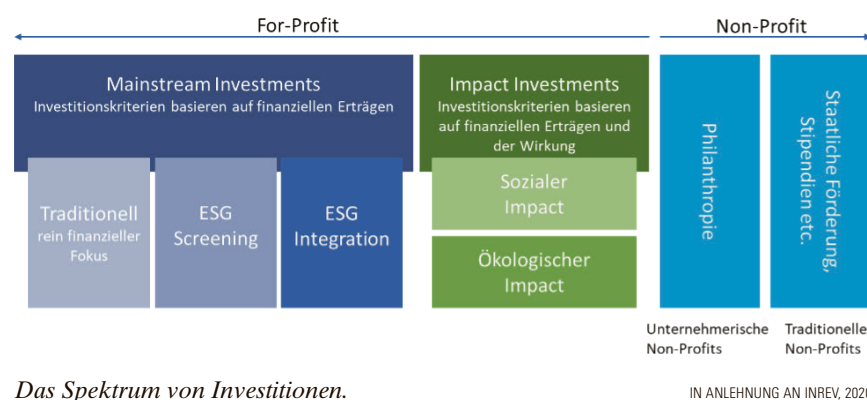 For-Profit
Non-Profit
Mainstream Investments
Investitionskriterien basieren auf finanziellen Erträgen
Traditionell
rein finanzieller
Fokus
ESG
Screening
ESG
Integration
Impact Investments
Investitionskriterien basieren
auf finanziellen Erträgen und
der Wirkung
Sozialer
Impact
Ökologischer
Impact
Philanthropie
Staatliche Förderung,
Stipendien etc.
Unternehmerische
Non-Profits
Traditionelle
Non-Profits
Das Spektrum von Investitionen.
IN ANLEHNUNG AN INREV, 2020